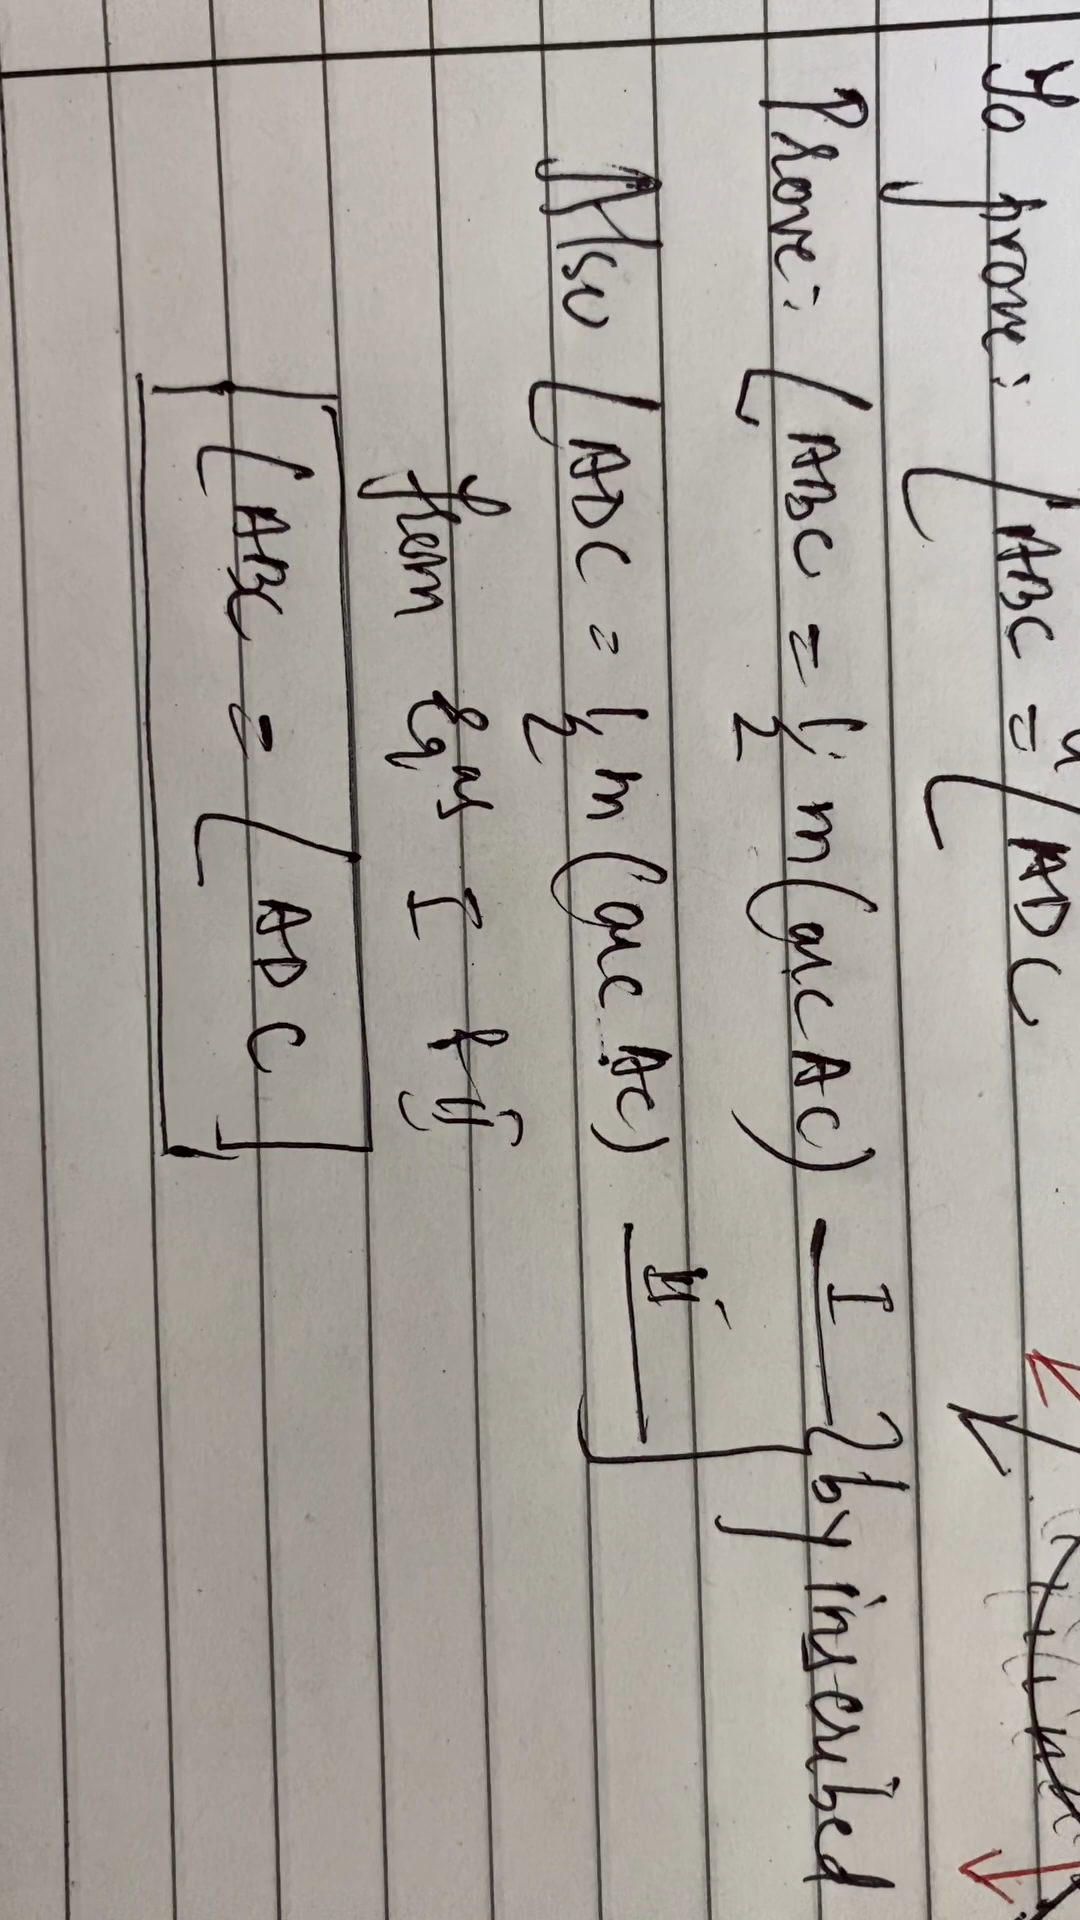 To prove: ∠ABC = ∠ADC
Prove: ∠ABC = 1/2 m(arc AC) — I } by inscribed
Also ∠ADC = 1/2 m(arc AC) — II
from Eqns I & II
∠ABC = ∠ADC